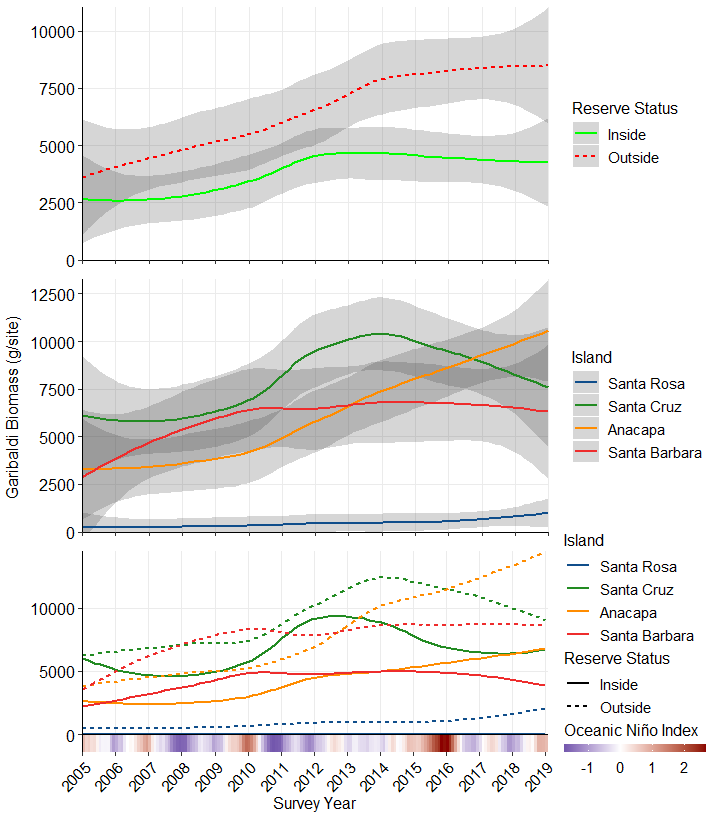 10000
7500
5000
2500
0
Reserve Status
Inside
Outside
Garibaldi Biomass (g/site)
12500
10000
7500
5000
2500
0
Island
Santa Rosa
Santa Cruz
Anacapa
Santa Barbara
10000
5000
0
Island
Santa Rosa
Santa Cruz
Anacapa
Santa Barbara
Reserve Status
Inside
Outside
Oceanic Niño Index
-1 0 1 2
2005 2006 2007 2008 2009 2010 2011 2012 2013 2014 2015 2016 2017 2018 2019
Survey Year